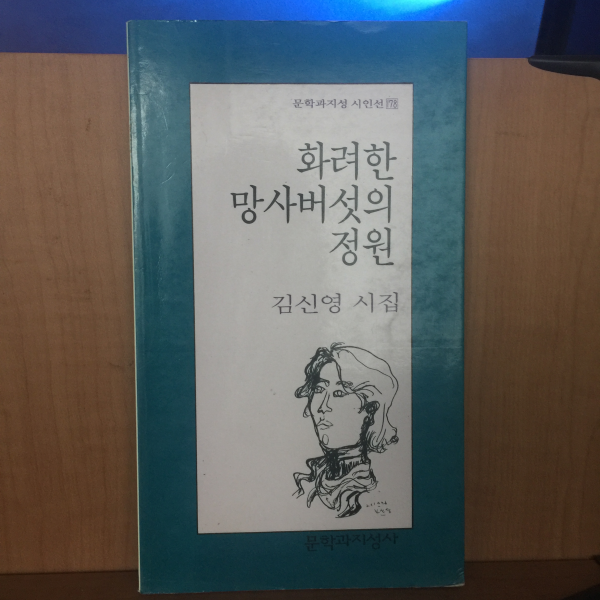 문학과지성 시인선 178
화려한
망사버섯의
정원
김신영 시집
문학과지성사